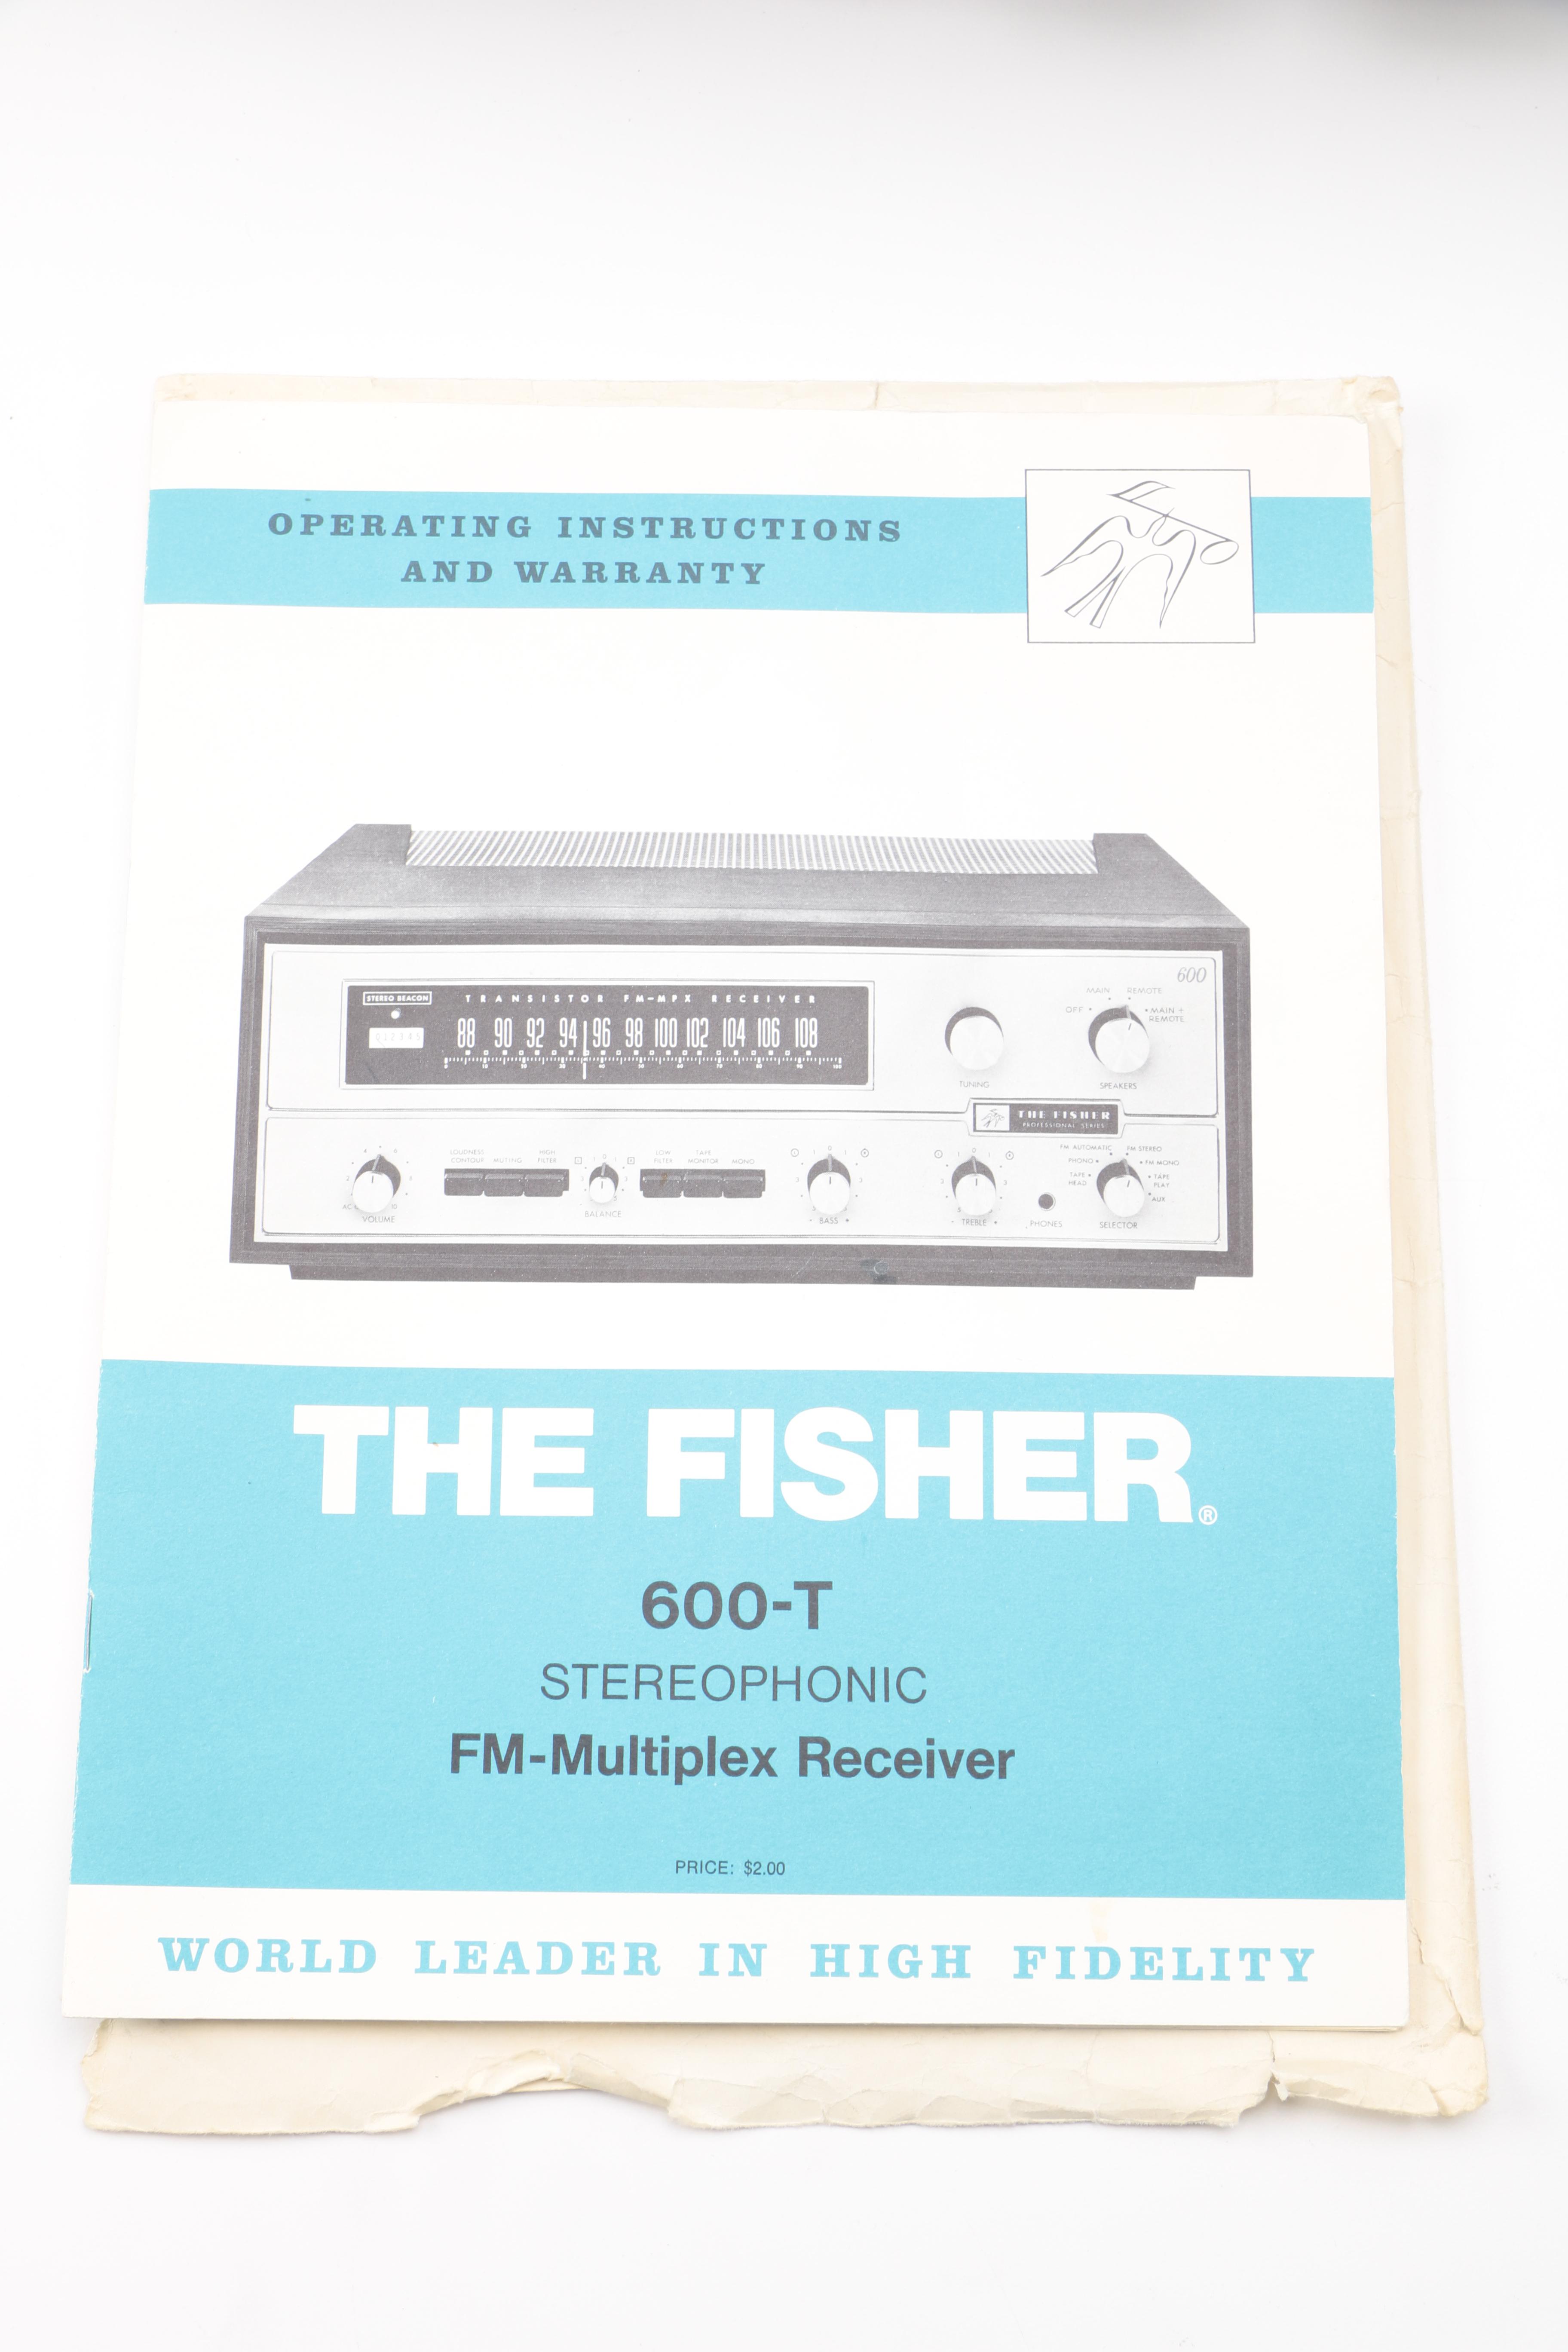 OPERATING INSTRUCTIONS
AND WARRANTY
600
STEREO BEACON
TRANSISTOR FM-MPX RECEIVER
88 90 92 94 96 98 100 102 104 106 108
MAIN REMOTE
OFF MAIN +
REMOTE
TUNING
SPEAKERS
THE FISHER
PROFESSIONAL SERIES
LOUDNESS
CONTOUR
MUTING
HIGH
FILTER
LOW
FILTER
TAPE
MONITOR
MONO
FM AUTOMATIC FM STEREO
PHONO FM MONO
TAPE
HEAD
TAPE
PLAY
AUX
AC
VOLUME
BALANCE
- BASS +
- TREBLE +
PHONES
SELECTOR
THE FISHER®
600-T
STEREOPHONIC
FM-Multiplex Receiver
PRICE: $2.00
WORLD LEADER IN HIGH FIDELITY